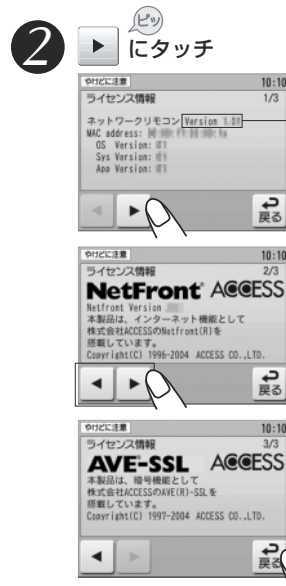 2
ピッ
▶ にタッチ
やけどに注意 10:10
ライセンス情報 1/3
ネットワークリモコン Version
MAC address:
OS Version:
Sys Version:
App Version:
◀ ▶ 戻る
やけどに注意 10:10
ライセンス情報 2/3
NetFront® ACCESS
Netfront Version
本製品は、インターネット機能として
株式会社ACCESSのNetfront(R)を
搭載しています。
Copyright(C) 1996-2004 ACCESS CO.,LTD.
◀ ▶ 戻る
やけどに注意 10:10
ライセンス情報 3/3
AVE-SSL ACCESS
本製品は、暗号機能として
株式会社ACCESSのAVE(R)-SSLを
搭載しています。
Copyright(C) 1997-2004 ACCESS CO.,LTD.
◀ ▶ 戻る